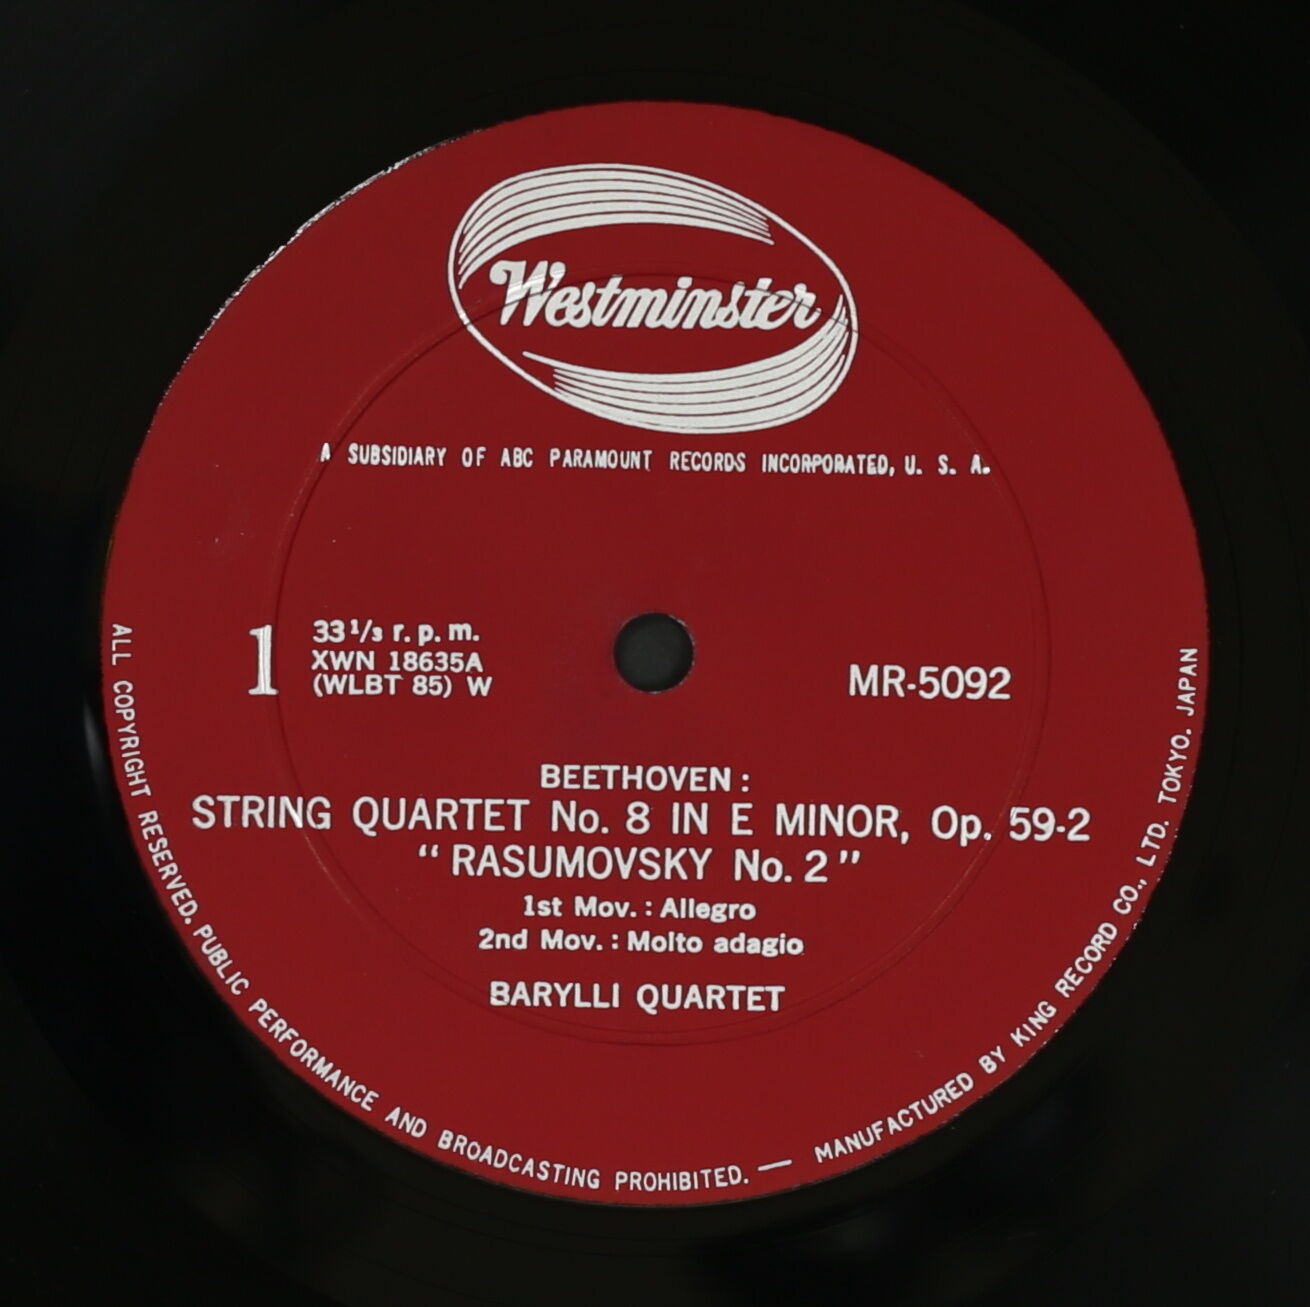 Westminster
A SUBSIDIARY OF ABC PARAMOUNT RECORDS INCORPORATED, U. S. A.
1
33 1/3 r. p. m.
XWN 18635A
(WLBT 85) W
MR-5092
BEETHOVEN :
STRING QUARTET No. 8 IN E MINOR, Op. 59-2
“ RASUMOVSKY No. 2 ”
1st Mov. : Allegro
2nd Mov. : Molto adagio
BARYLLI QUARTET
ALL COPYRIGHT RESERVED. PUBLIC PERFORMANCE AND BROADCASTING PROHIBITED. — MANUFACTURED BY KING RECORD CO., LTD. TOKYO. JAPAN